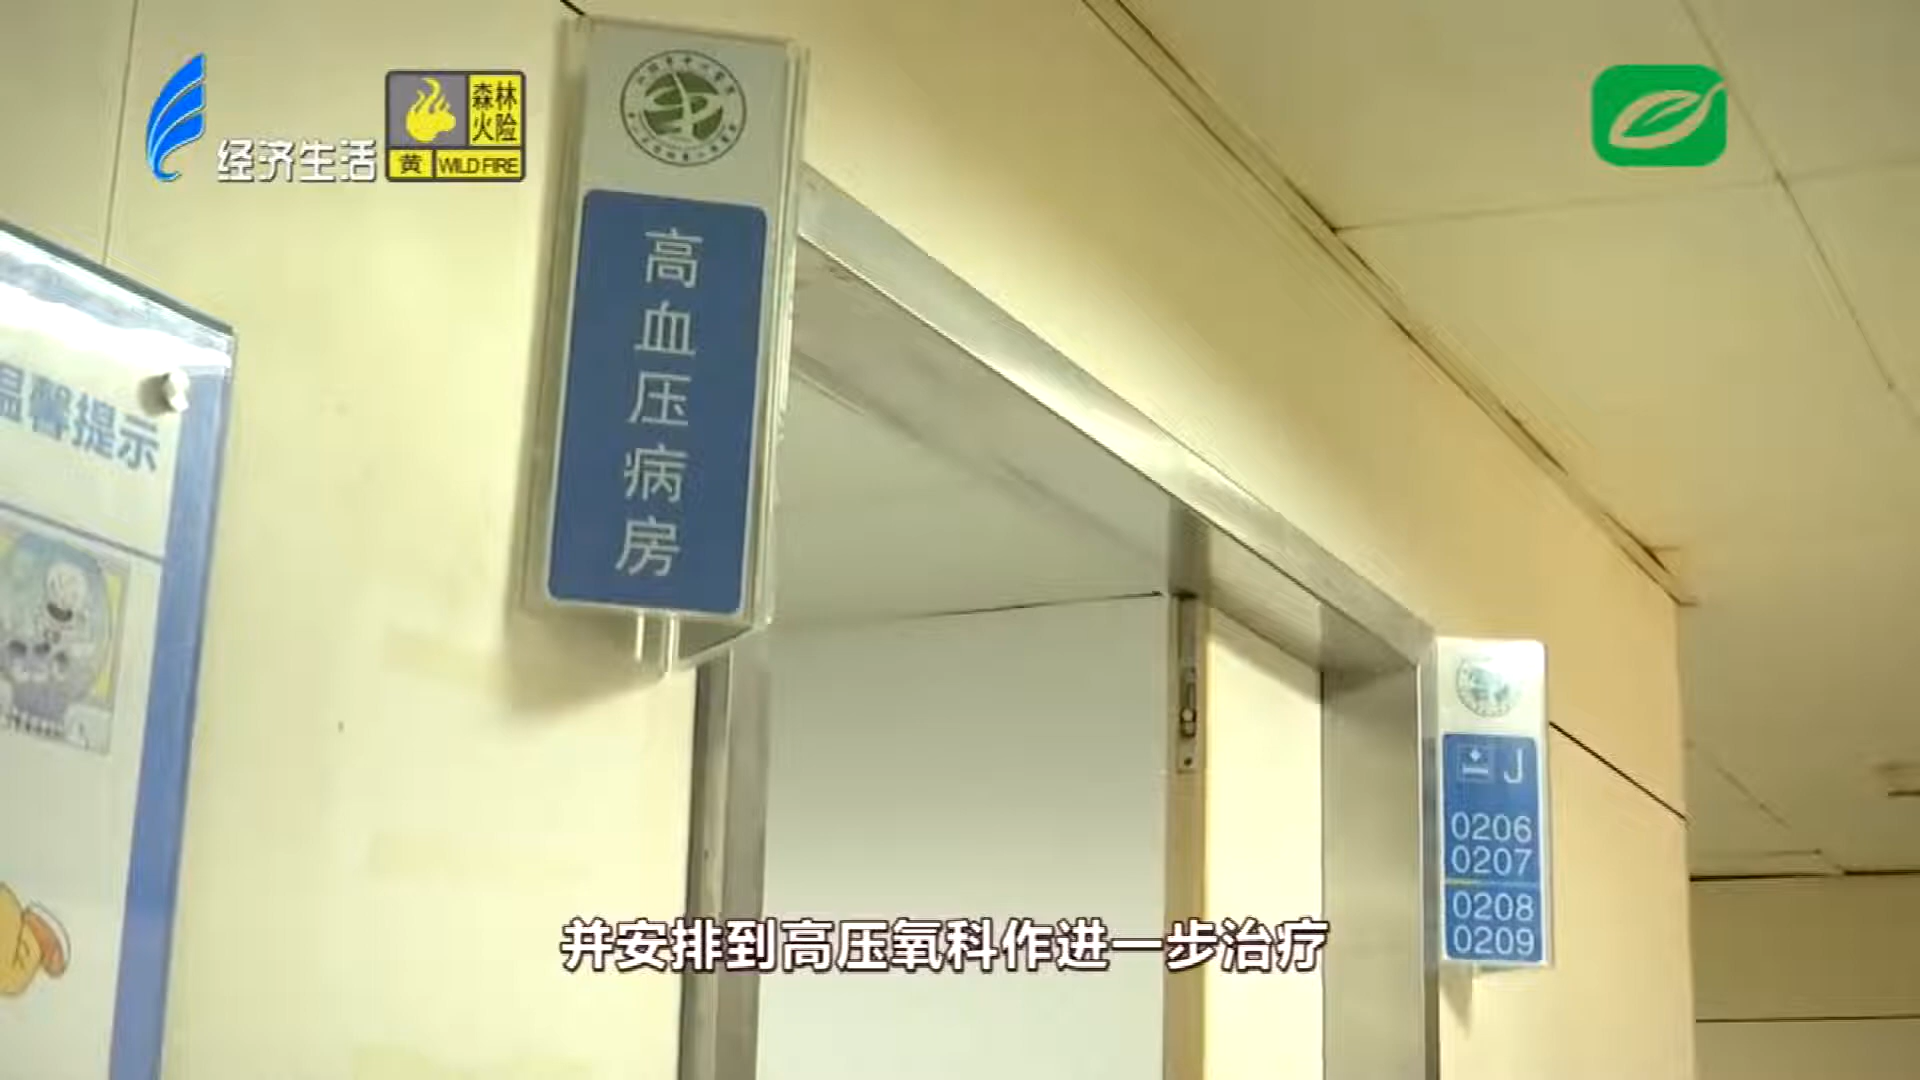 经济生活
森林
火险
黄 WILD FIRE
高血压病房
温馨提示
J
0206
0207
0208
0209
并安排到高压氧科作进一步治疗